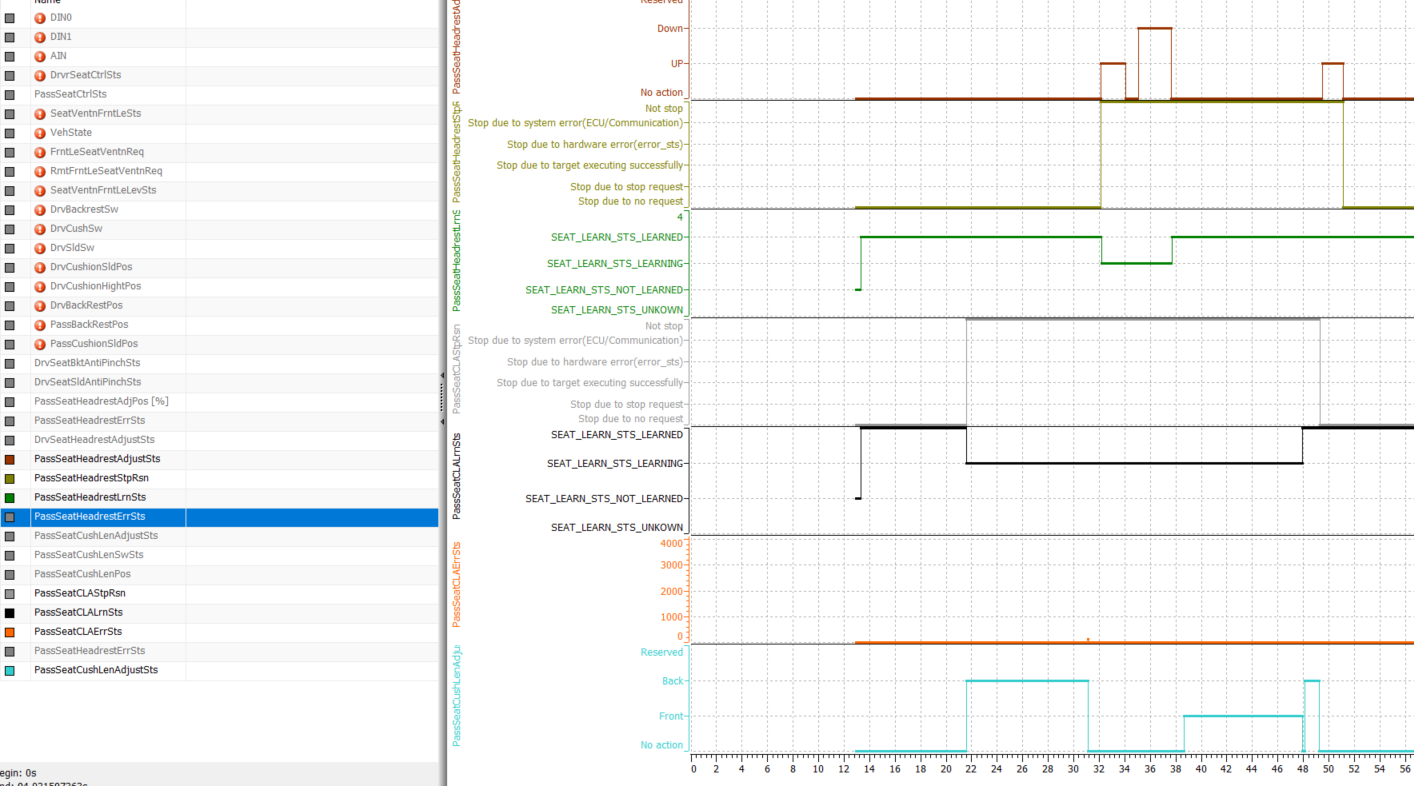 Name
DIN0
DIN1
AIN
DrvrSeatCtrlSts
PassSeatCtrlSts
SeatVentnFrntLeSts
VehState
FrntLeSeatVentnReq
RmtFrntLeSeatVentnReq
SeatVentnFrntLeLevSts
DrvBackrestSw
DrvCushSw
DrvSldSw
DrvCushionSldPos
DrvCushionHightPos
DrvBackRestPos
PassBackRestPos
PassCushionSldPos
DrvSeatBktAntiPinchSts
DrvSeatSldAntiPinchSts
PassSeatHeadrestAdjPos [%]
PassSeatHeadrestErrSts
DrvSeatHeadrestAdjustSts
PassSeatHeadrestAdjustSts
PassSeatHeadrestStpRsn
PassSeatHeadrestLrnSts
PassSeatHeadrestErrSts
PassSeatCushLenAdjustSts
PassSeatCushLenSwSts
PassSeatCushLenPos
PassSeatCLAStpRsn
PassSeatCLALrnSts
PassSeatCLAErrSts
PassSeatHeadrestErrSts
PassSeatCushLenAdjustSts
egin: 0s
PassSeatHeadrestAd
Reserved
Down
UP
No action
PassSeatHeadrestStp
Not stop
Stop due to system error(ECU/Communication)
Stop due to hardware error(error_sts)
Stop due to target executing successfully
Stop due to stop request
Stop due to no request
PassSeatHeadrestLrnS
4
SEAT_LEARN_STS_LEARNED
SEAT_LEARN_STS_LEARNING
SEAT_LEARN_STS_NOT_LEARNED
SEAT_LEARN_STS_UNKOWN
PassSeatCLAStpRsn
Not stop
Stop due to system error(ECU/Communication)
Stop due to hardware error(error_sts)
Stop due to target executing successfully
Stop due to stop request
Stop due to no request
PassSeatCLALrnSts
SEAT_LEARN_STS_LEARNED
SEAT_LEARN_STS_LEARNING
SEAT_LEARN_STS_NOT_LEARNED
SEAT_LEARN_STS_UNKOWN
PassSeatCLAErrSts
4000
3000
2000
1000
0
PassSeatCushLenAdju
Reserved
Back
Front
No action
0 2 4 6 8 10 12 14 16 18 20 22 24 26 28 30 32 34 36 38 40 42 44 46 48 50 52 54 56